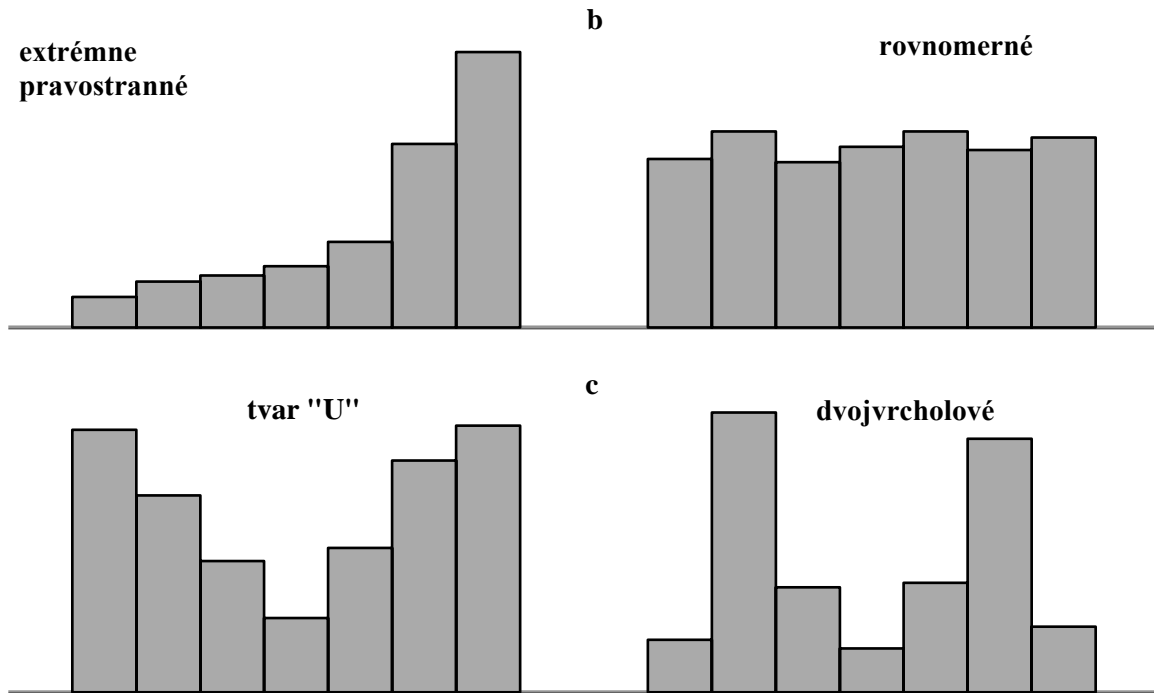 b
extrémne
pravostranné
rovnomerné
c
tvar "U"
dvojvrcholové